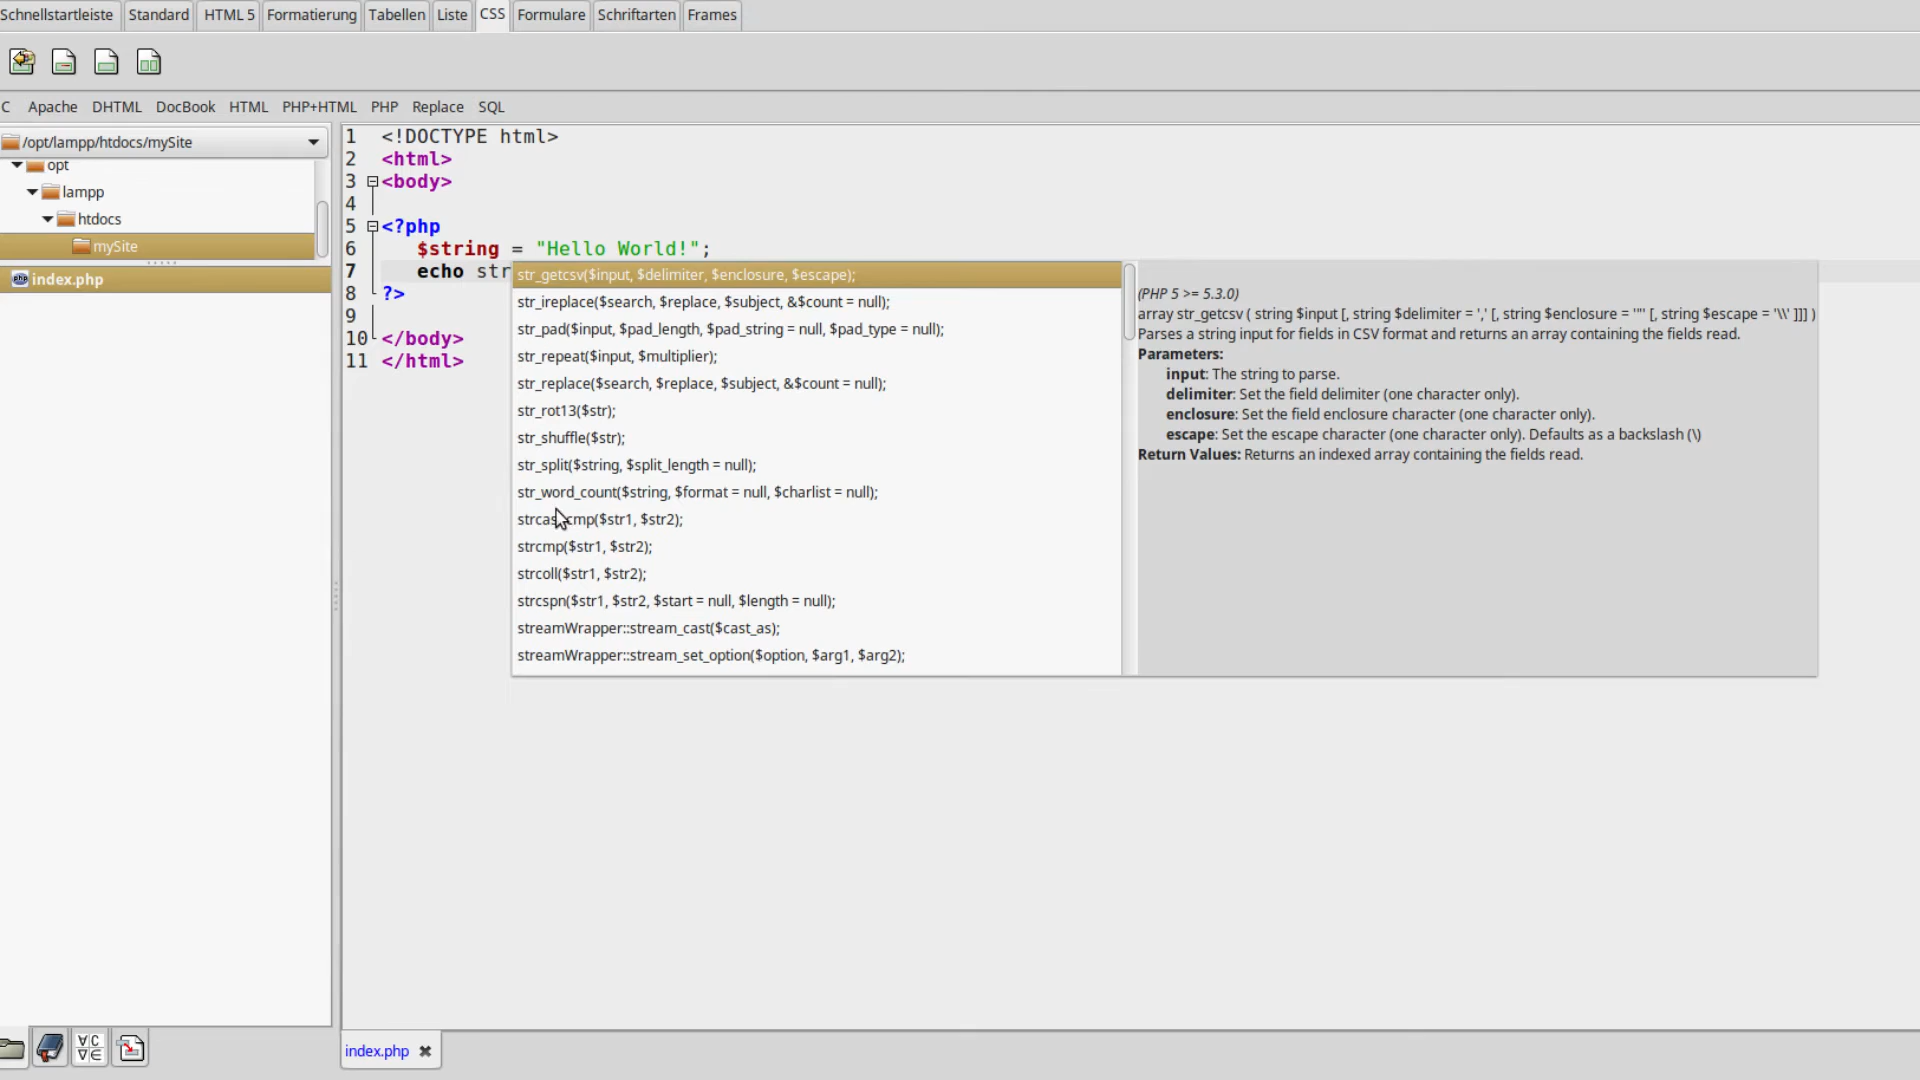 Schnellstartleiste Standard HTML 5 Formatierung Tabellen Liste CSS Formulare Schriftarten Frames
C Apache DHTML DocBook HTML PHP+HTML PHP Replace SQL
/opt/lampp/htdocs/mySite
opt
lampp
htdocs
mySite
index.php
1 <!DOCTYPE html>
2 <html>
3 <body>
4
5 <?php
6 $string = "Hello World!";
7 echo str
8 ?>
9
10 </body>
11 </html>
str_getcsv($input, $delimiter, $enclosure, $escape);
str_ireplace($search, $replace, $subject, &$count = null);
str_pad($input, $pad_length, $pad_string = null, $pad_type = null);
str_repeat($input, $multiplier);
str_replace($search, $replace, $subject, &$count = null);
str_rot13($str);
str_shuffle($str);
str_split($string, $split_length = null);
str_word_count($string, $format = null, $charlist = null);
($str1, $str2);
strcmp($str1, $str2);
strcoll($str1, $str2);
strcspn($str1, $str2, $start = null, $length = null);
streamWrapper::stream_cast($cast_as);
streamWrapper::stream_set_option($option, $arg1, $arg2);
(PHP 5 >= 5.3.0)
array str_getcsv ( string $input [, string $delimiter = ',' [, string $enclosure = '"' [, string $escape = '\\' ]]] )
Parses a string input for fields in CSV format and returns an array containing the fields read.
Parameters:
input: The string to parse.
delimiter: Set the field delimiter (one character only).
enclosure: Set the field enclosure character (one character only).
escape: Set the escape character (one character only). Defaults as a backslash (\)
Return Values: Returns an indexed array containing the fields read.
index.php